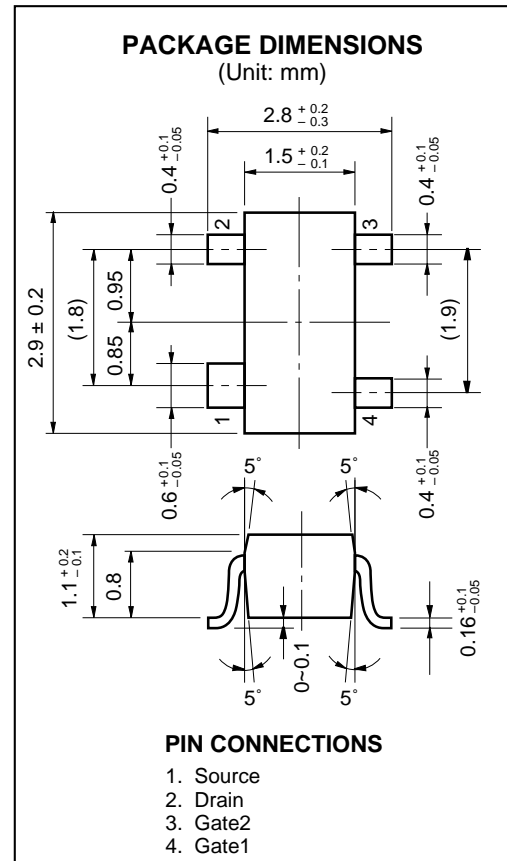 PACKAGE DIMENSIONS
(Unit: mm)
2.8 +0.2 −0.3
1.5 +0.2 −0.1
0.4 +0.1 −0.05
0.4 +0.1 −0.05
2
3
2.9 ± 0.2
(1.8)
0.95
0.85
(1.9)
1
4
0.6 +0.1 −0.05
0.4 +0.1 −0.05
5°
5°
1.1 +0.2 −0.1
0.8
0~0.1
0.16 +0.1 −0.05
5°
5°
PIN CONNECTIONS
1. Source
2. Drain
3. Gate2
4. Gate1